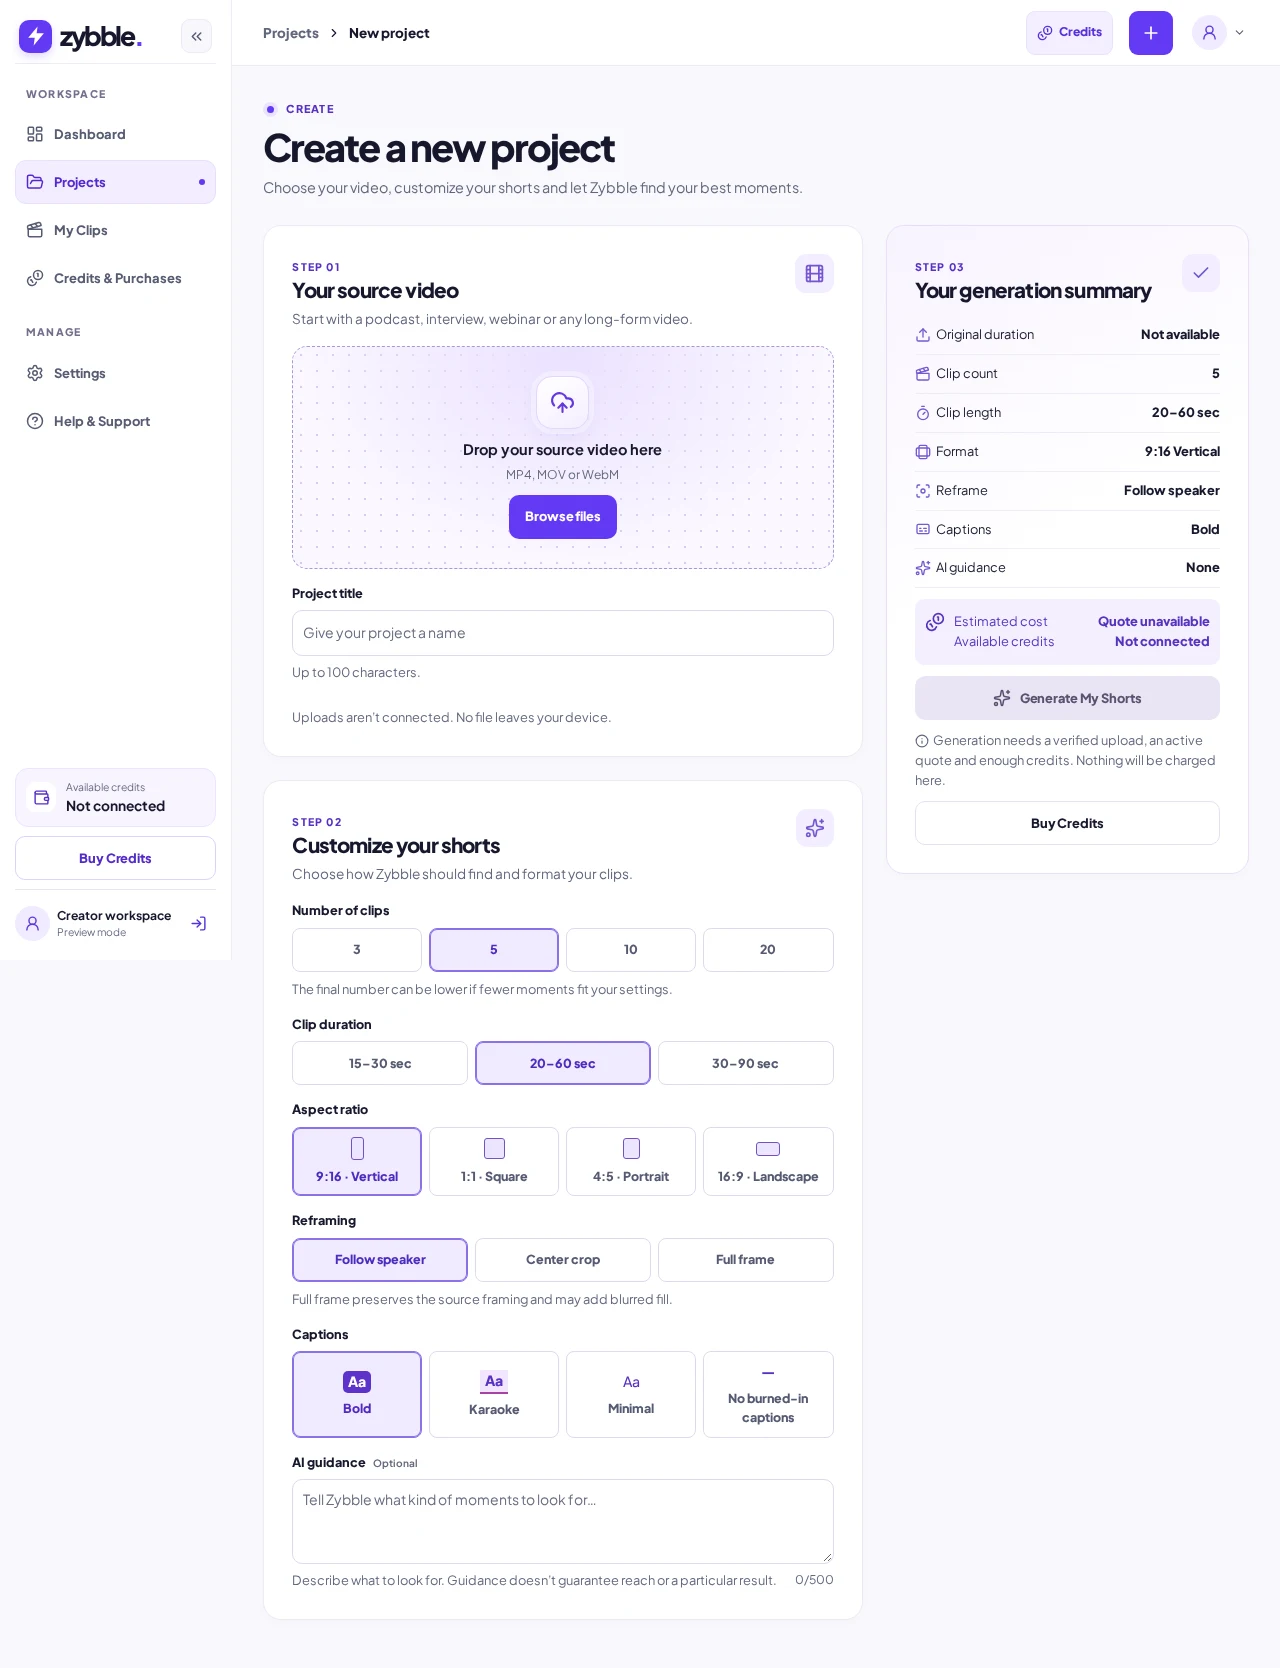 zybble.
WORKSPACE
Dashboard
Projects
My Clips
Credits & Purchases
MANAGE
Settings
Help & Support
Available credits
Not connected
Buy Credits
Creator workspace
Preview mode
Projects > New project
Credits
CREATE
Create a new project
Choose your video, customize your shorts and let Zybble find your best moments.
STEP 01
Your source video
Start with a podcast, interview, webinar or any long-form video.
Drop your source video here
MP4, MOV or WebM
Browse files
Project title
Give your project a name
Up to 100 characters.
Uploads aren't connected. No file leaves your device.
STEP 02
Customize your shorts
Choose how Zybble should find and format your clips.
Number of clips
3 5 10 20
The final number can be lower if fewer moments fit your settings.
Clip duration
15–30 sec 20–60 sec 30–90 sec
Aspect ratio
9:16 · Vertical 1:1 · Square 4:5 · Portrait 16:9 · Landscape
Reframing
Follow speaker Center crop Full frame
Full frame preserves the source framing and may add blurred fill.
Captions
Aa Aa Aa —
Bold Karaoke Minimal No burned-in captions
AI guidance Optional
Tell Zybble what kind of moments to look for…
Describe what to look for. Guidance doesn't guarantee reach or a particular result. 0/500
STEP 03
Your generation summary
Original duration Not available
Clip count 5
Clip length 20–60 sec
Format 9:16 Vertical
Reframe Follow speaker
Captions Bold
AI guidance None
Estimated cost Quote unavailable
Available credits Not connected
Generate My Shorts
Generation needs a verified upload, an active
quote and enough credits. Nothing will be charged
here.
Buy Credits